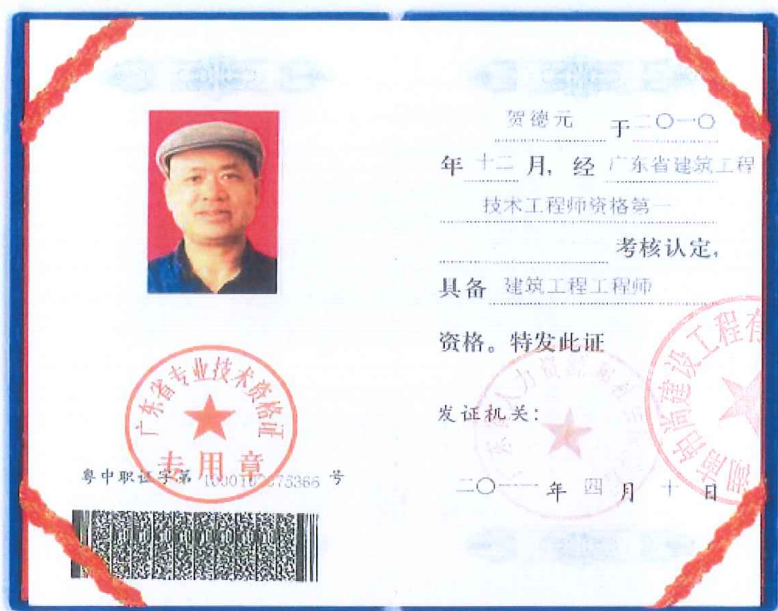 广东省专业技术资格证
专用章
粤中职证字第 号
贺德元 于二〇一〇
年 十二 月, 经 广东省建筑工程
技术工程师资格第一
考核认定,
具备 建筑工程工程师
资格。特发此证
发证机关:
二〇一一 年 四 月 十 日